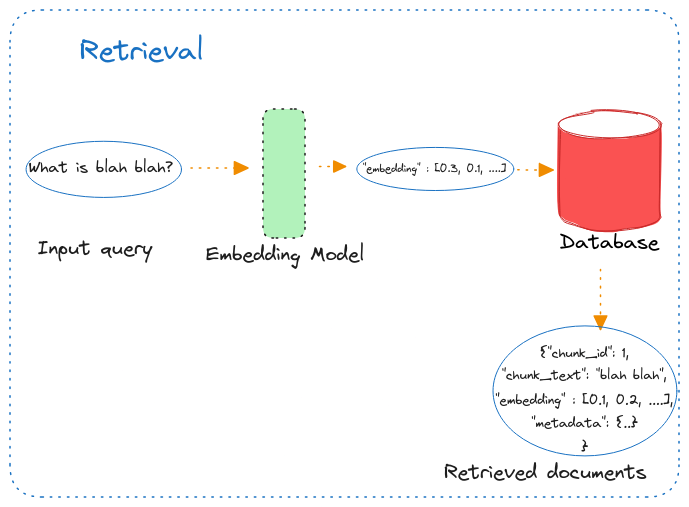 Retrieval
What is blah blah?
"embedding" : [0.3, 0.1, ....]
Input query
Embedding Model
Database
{"chunk_id": 1,
"chunk_text": "blah blah",
"embedding" : [0.1, 0.2, ....],
"metadata": {..}
}
Retrieved documents